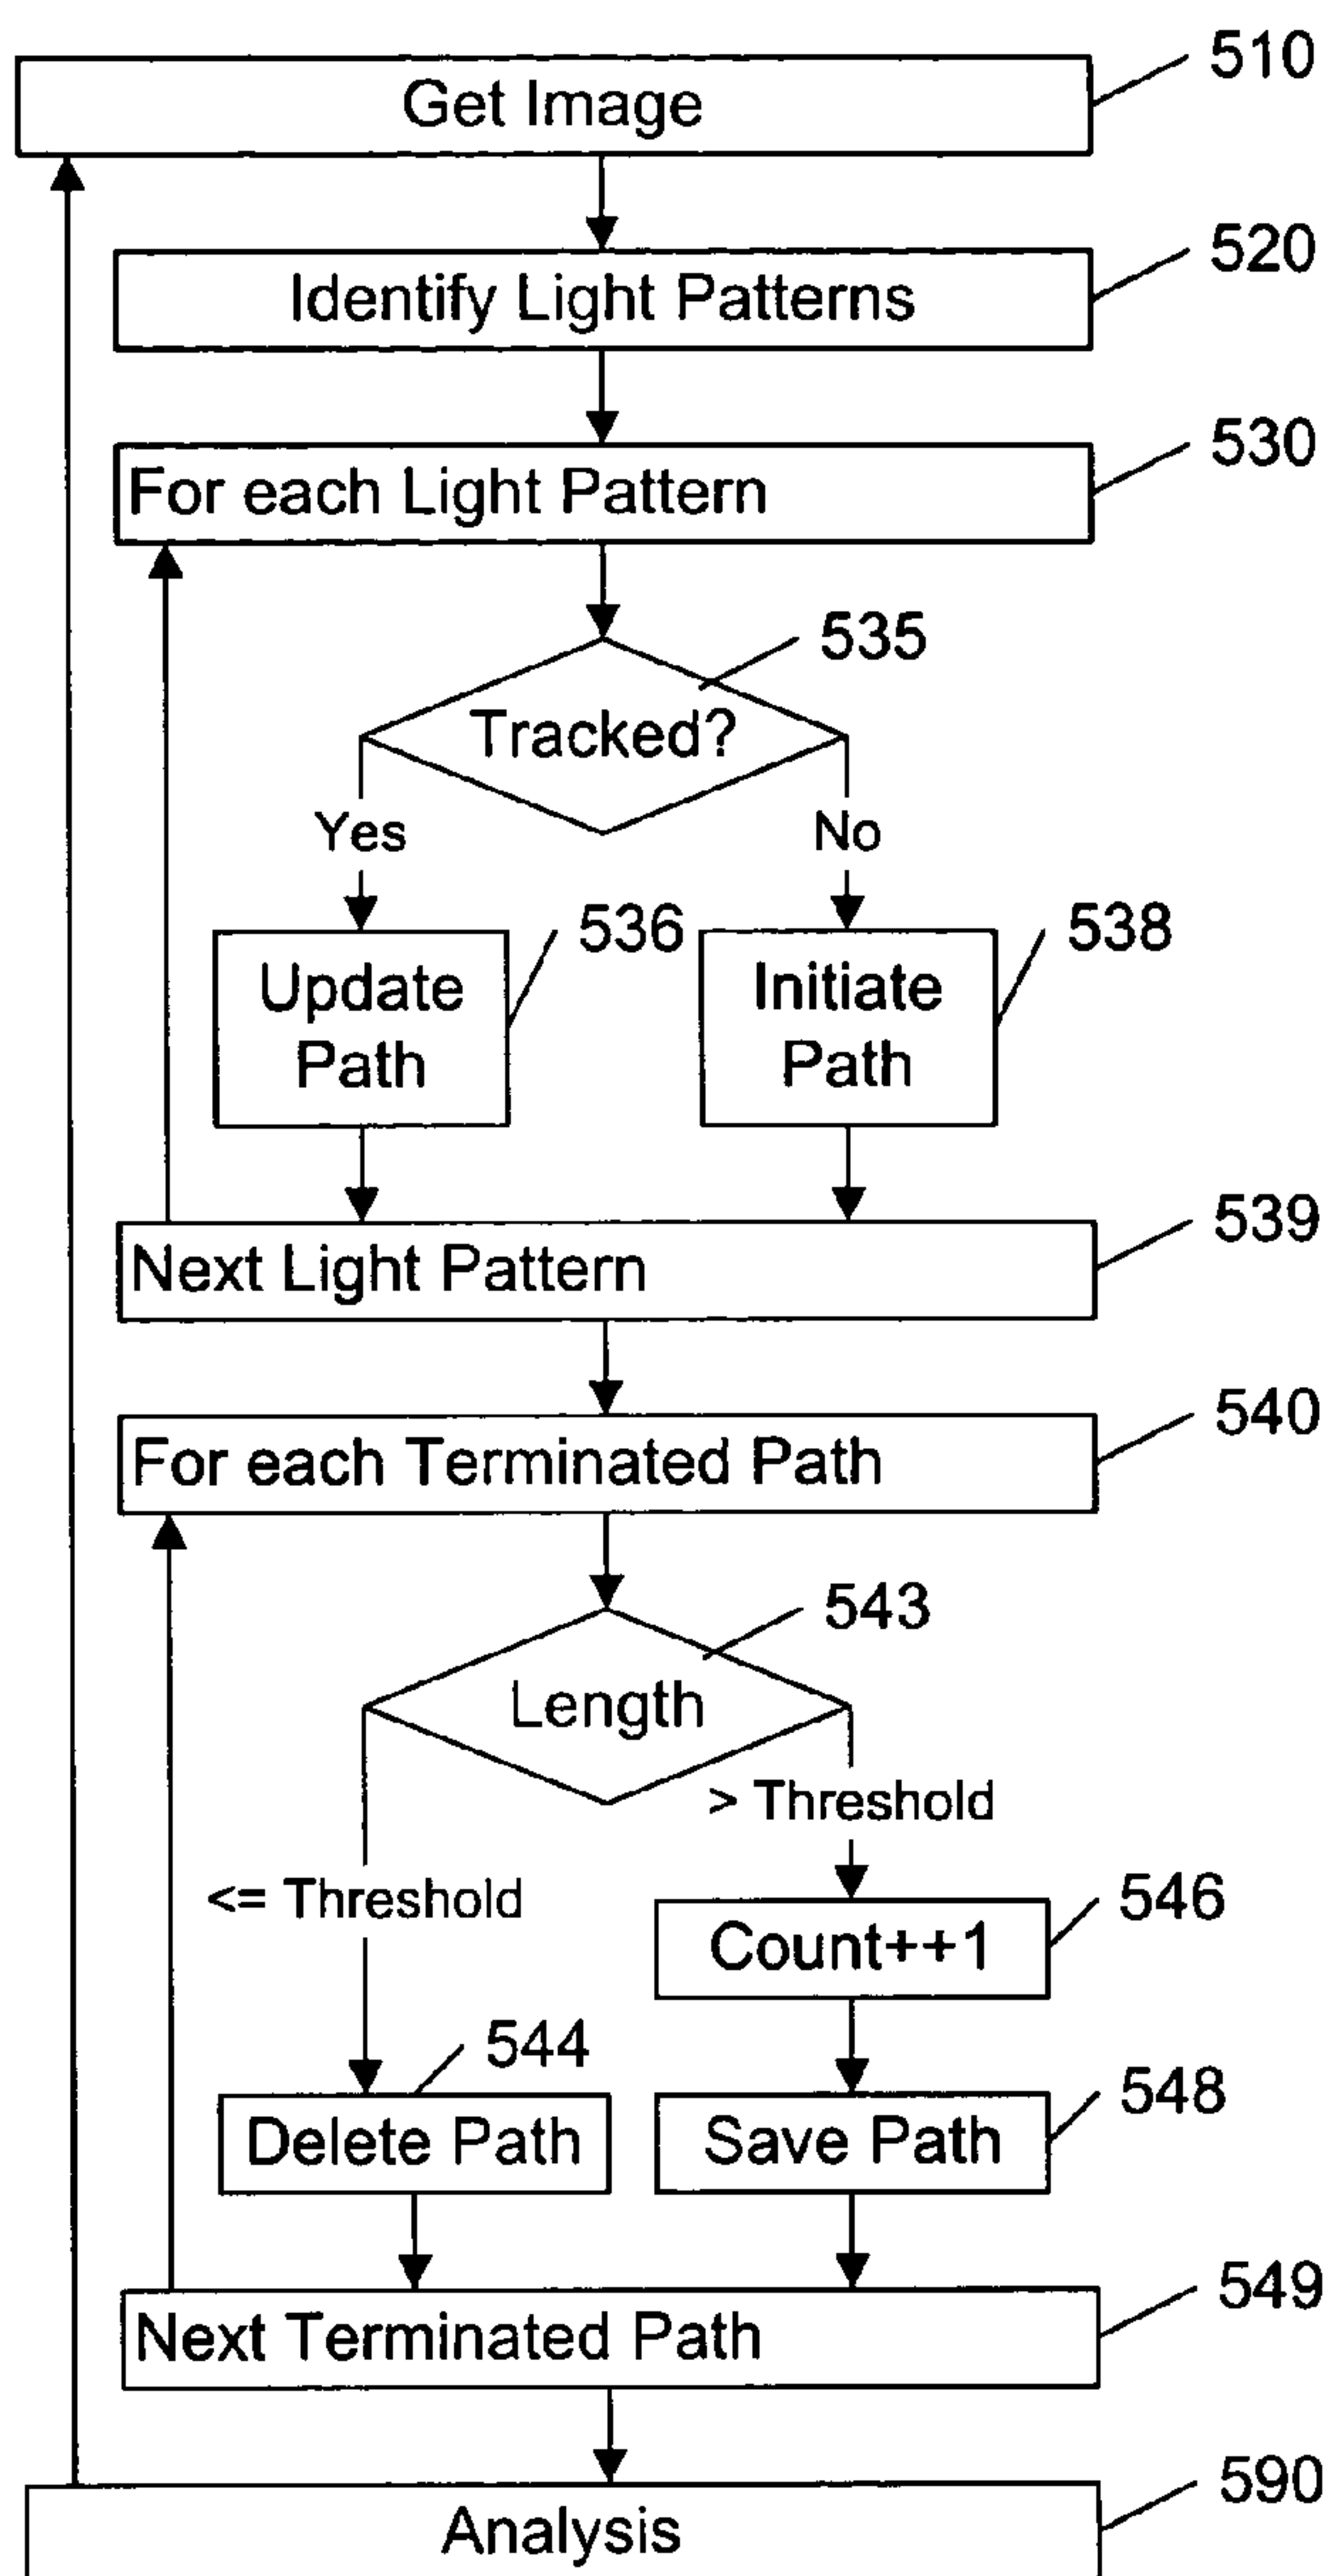 510
Get Image
520
Identify Light Patterns
530
For each Light Pattern
535
Tracked?
Yes
No
536
538
Update
Path
Initiate
Path
539
Next Light Pattern
540
For each Terminated Path
543
Length
> Threshold
<= Threshold
546
Count++1
544
548
Delete Path
Save Path
549
Next Terminated Path
590
Analysis